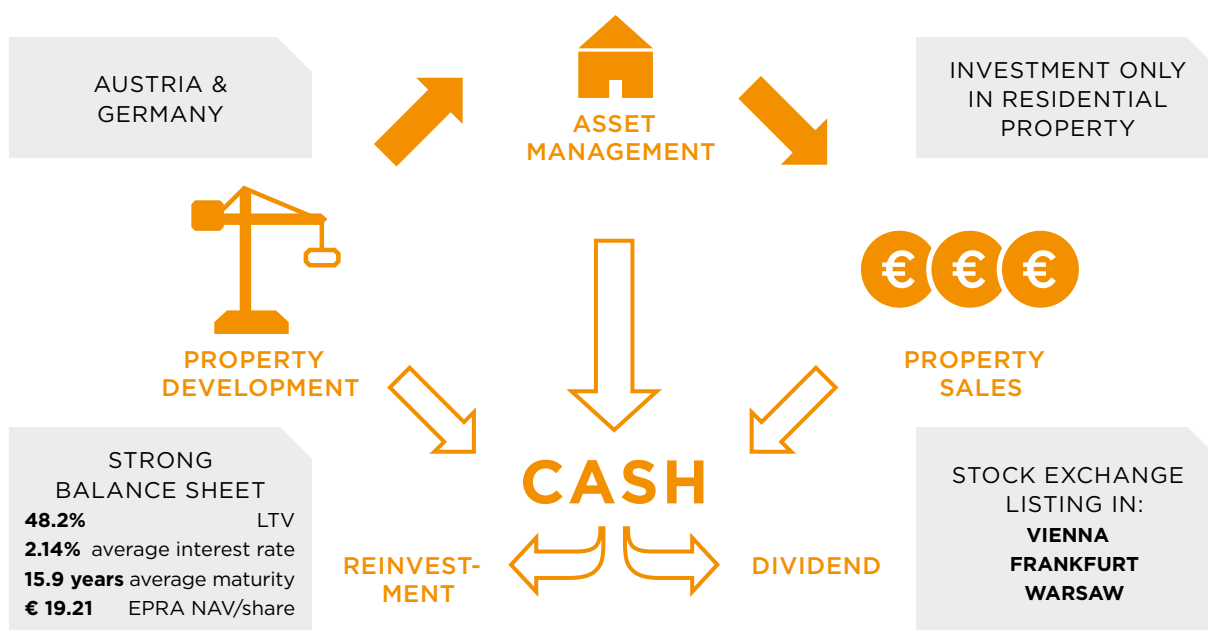 AUSTRIA &
GERMANY
ASSET
MANAGEMENT
INVESTMENT ONLY
IN RESIDENTIAL
PROPERTY
€ € €
PROPERTY
DEVELOPMENT
PROPERTY
SALES
STRONG
BALANCE SHEET
48.2% LTV
2.14% average interest rate
15.9 years average maturity
€ 19.21 EPRA NAV/share
CASH
REINVEST-
MENT
DIVIDEND
STOCK EXCHANGE
LISTING IN:
VIENNA
FRANKFURT
WARSAW